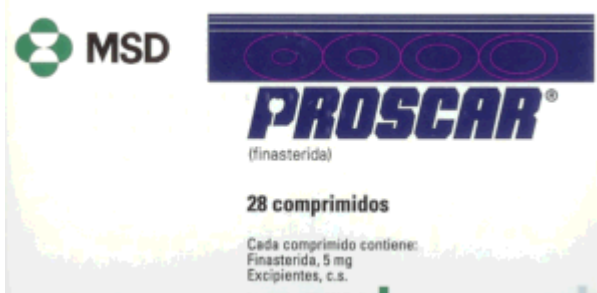 MSD
PROSCAR®
(finasterida)
28 comprimidos
Cada comprimido contiene:
Finasterida, 5 mg
Excipientes, c.s.